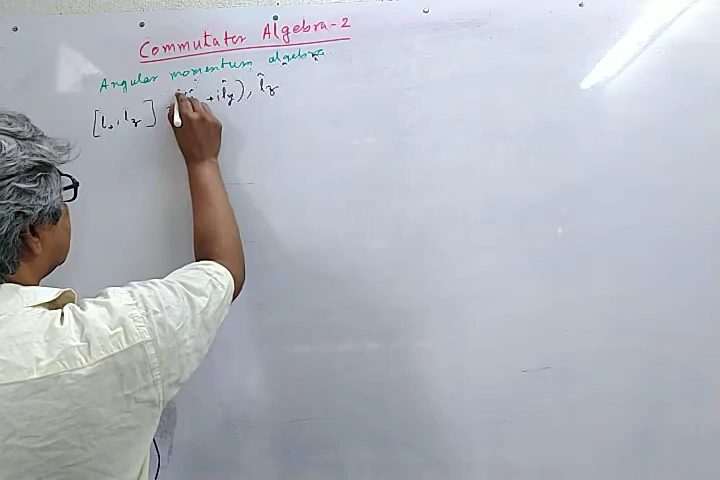 Commutator Algebra-2
Angular momentum algebra
[l₊, l_z] + i l̂_y), l̂_z